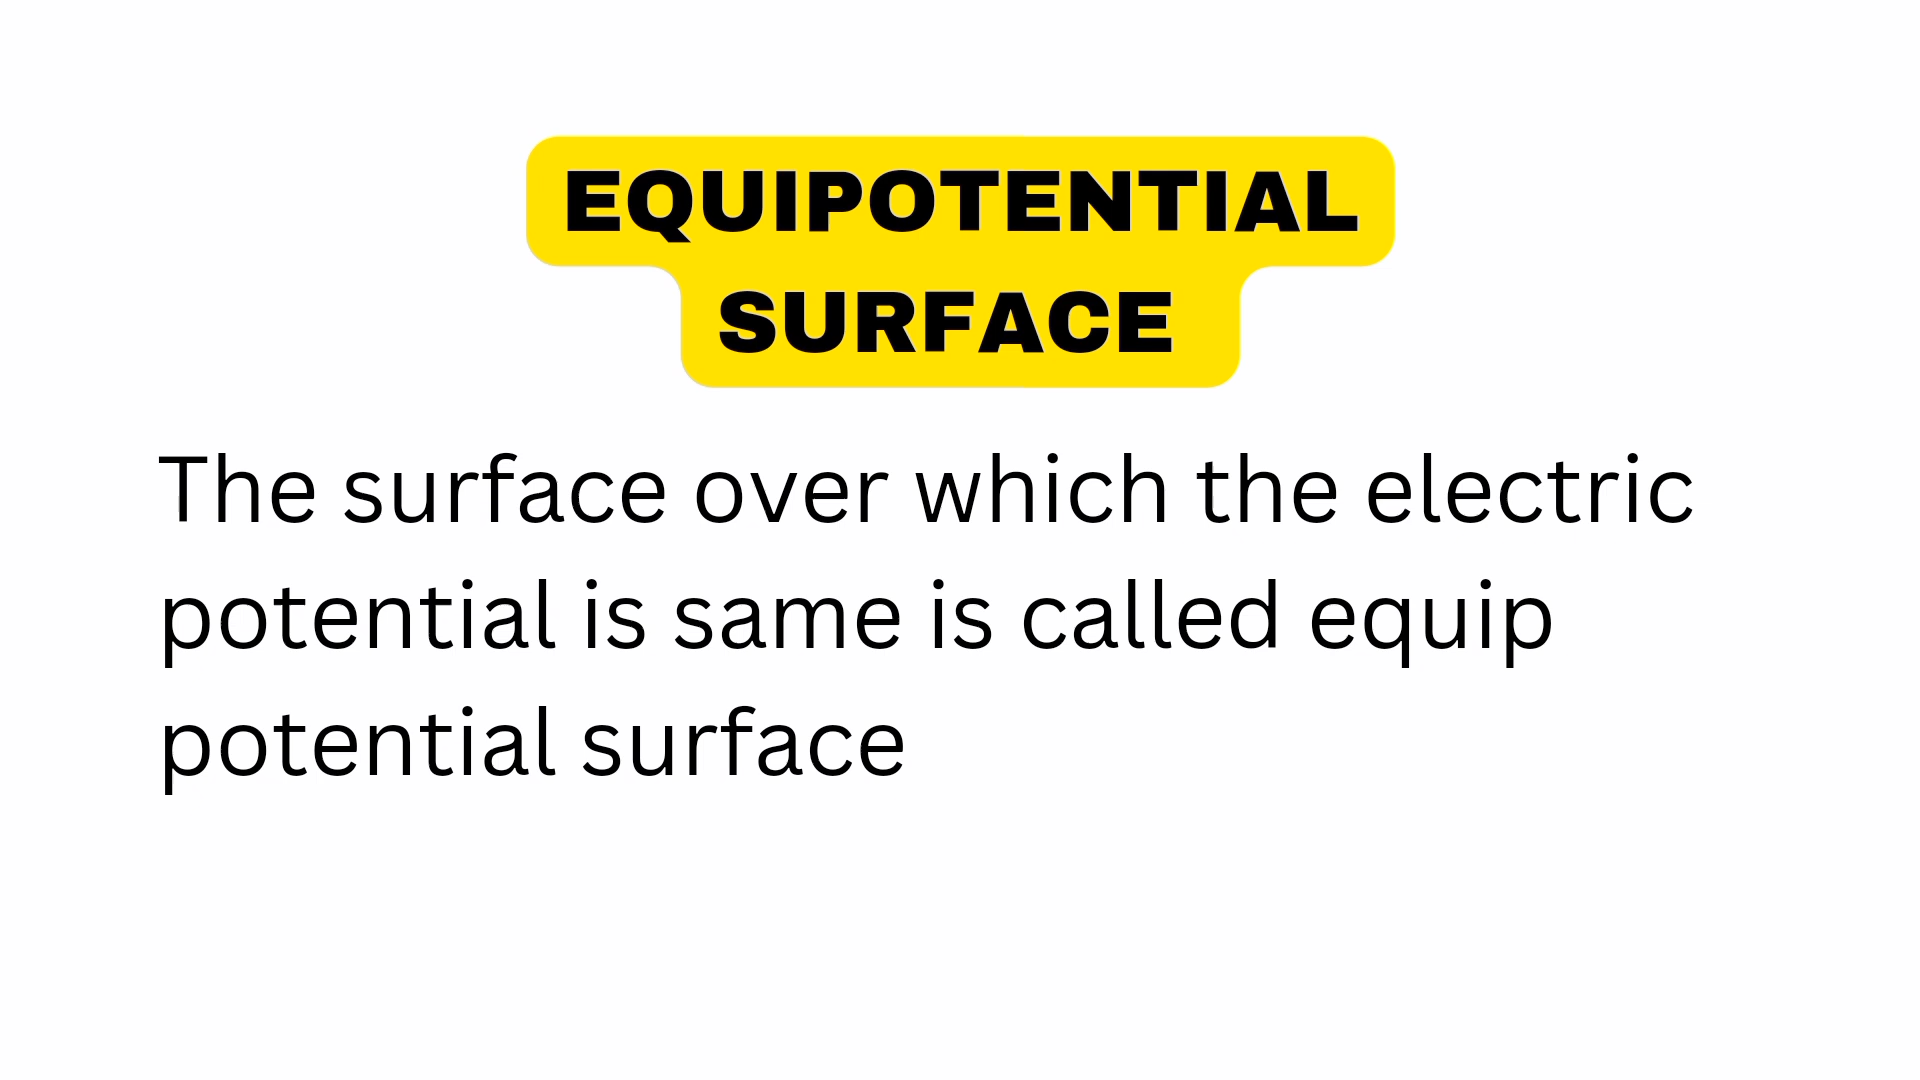 EQUIPOTENTIAL
SURFACE
The surface over which the electric
potential is same is called equip
potential surface